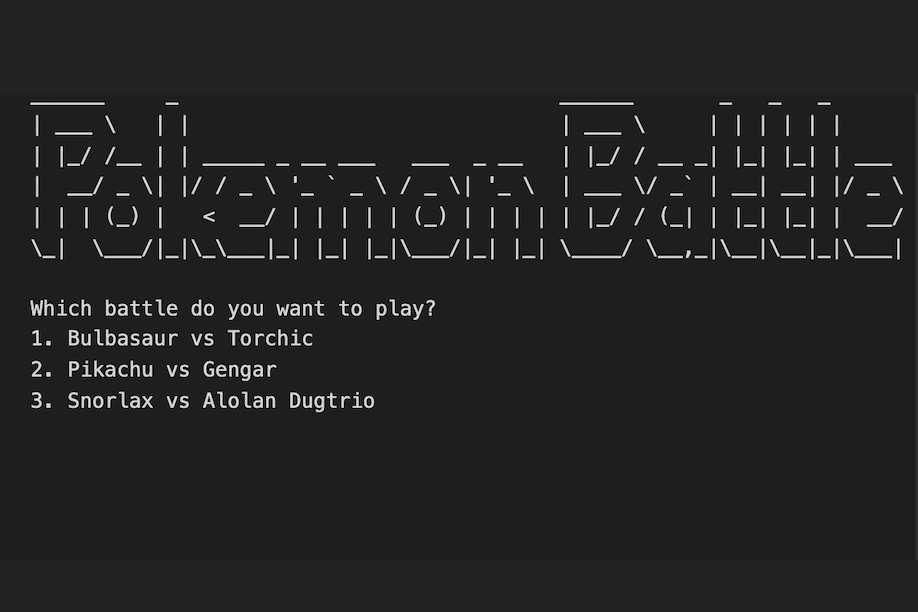 Pokemon Battle
Which battle do you want to play?
1. Bulbasaur vs Torchic
2. Pikachu vs Gengar
3. Snorlax vs Alolan Dugtrio